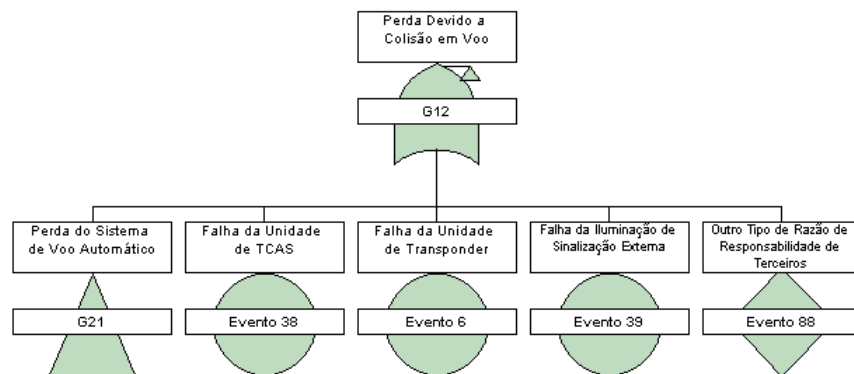 Perda Devido a
Colisão em Voo
G12
Perda do Sistema
de Voo Automático
Falha da Unidade
de TCAS
Falha da Unidade
de Transponder
Falha da Iluminação de
Sinalização Externa
Outro Tipo de Razão de
Responsabilidade de
Terceiros
G21
Evento 38
Evento 6
Evento 39
Evento 88